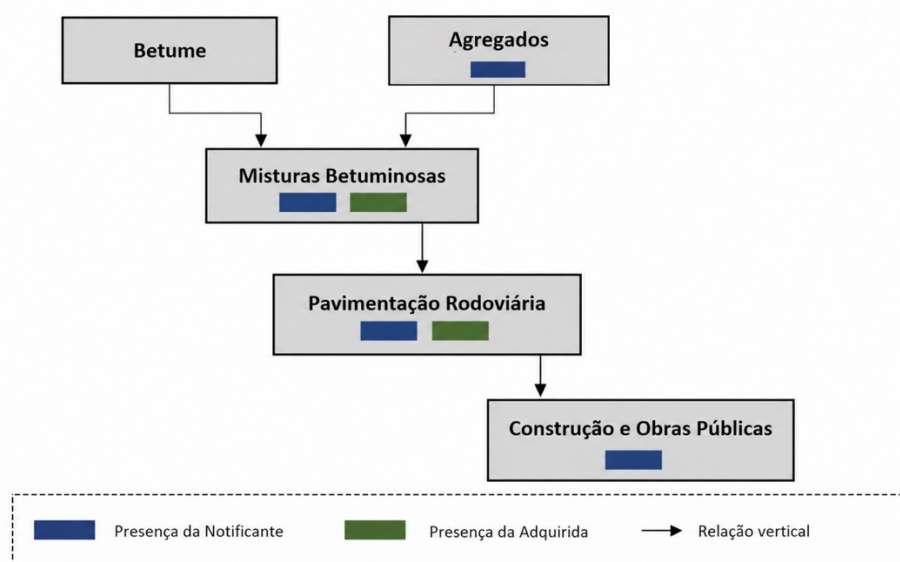 Betume
Agregados
Misturas Betuminosas
Pavimentação Rodoviária
Construção e Obras Públicas
Presença da Notificante
Presença da Adquirida
Relação vertical